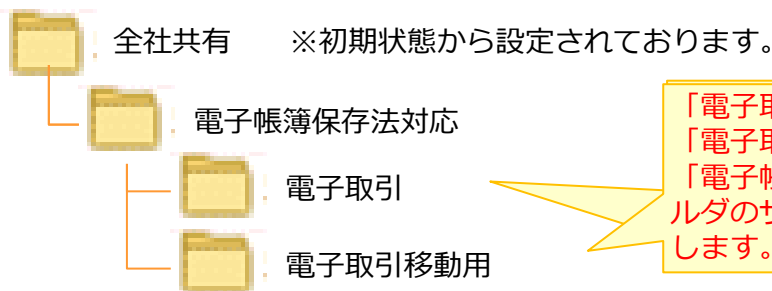 全社共有 ※初期状態から設定されております。
電子帳簿保存法対応
電子取引
電子取引移動用
「電子取
「電子取
「電子帳
ルダのサ
します。